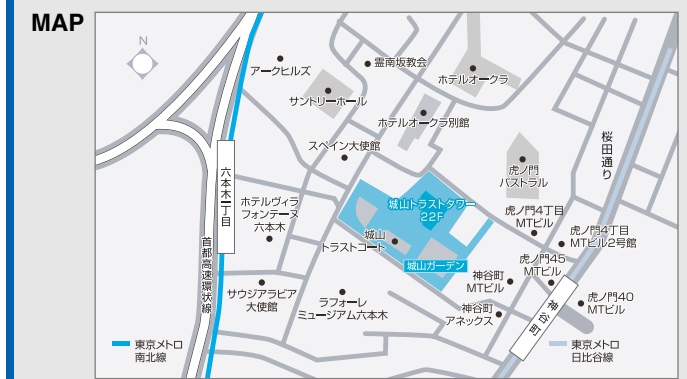 MAP
N
アークヒルズ
霊南坂教会
ホテルオークラ
サントリーホール
ホテルオークラ別館
スペイン大使館
桜田通り
虎ノ門
パストラル
六本木一丁目
ホテルヴィラ
フォンテーヌ
六本木
城山トラストタワー
22F
虎ノ門4丁目
MTビル
城山
トラストコート
虎ノ門4丁目
MTビル2号館
首都高速環状線
城山ガーデン
虎ノ門45
MTビル
神谷町
MTビル
サウジアラビア
大使館
ラフォーレ
ミュージアム六本木
神谷町
アネックス
神谷町
虎ノ門40
MTビル
東京メトロ
南北線
東京メトロ
日比谷線